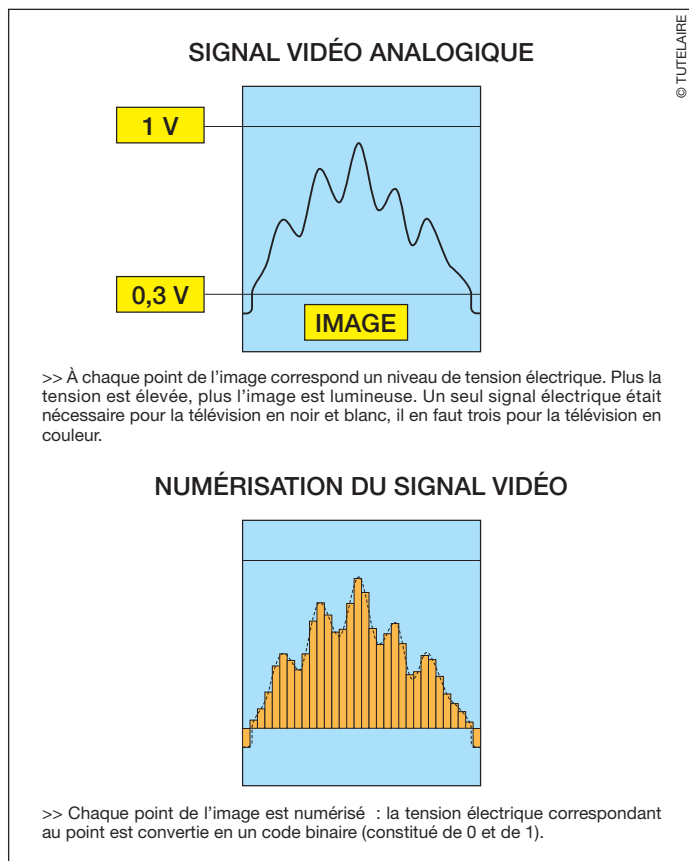 © TUTELAIRE
SIGNAL VIDÉO ANALOGIQUE
1 V
0,3 V
IMAGE
>> À chaque point de l'image correspond un niveau de tension électrique. Plus la
tension est élevée, plus l'image est lumineuse. Un seul signal électrique était
nécessaire pour la télévision en noir et blanc, il en faut trois pour la télévision en
couleur.
NUMÉRISATION DU SIGNAL VIDÉO
>> Chaque point de l'image est numérisé : la tension électrique correspondant
au point est convertie en un code binaire (constitué de 0 et de 1).